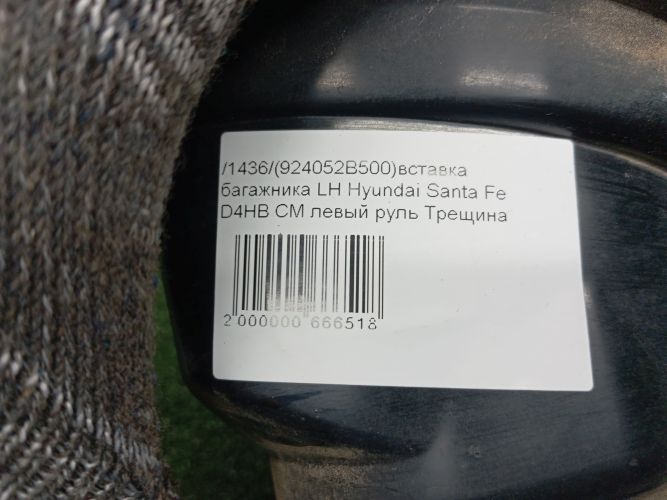 /1436/(924052B500)вставка
багажника LH Hyundai Santa Fe
D4HB CM левый руль Трещина
2 000000 666518